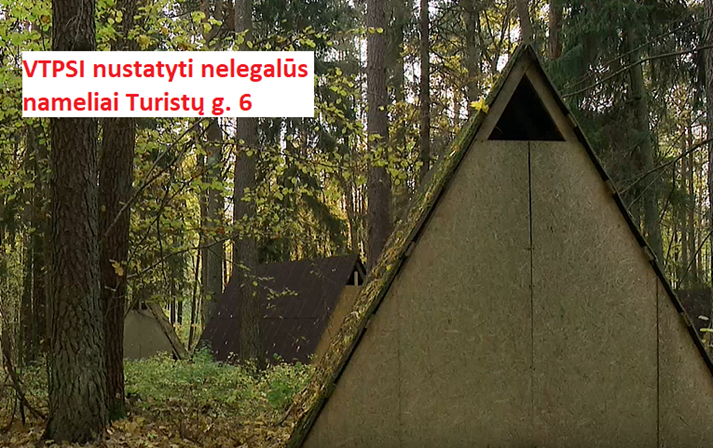 VTPSI nustatyti nelegalūs
nameliai Turistų g. 6